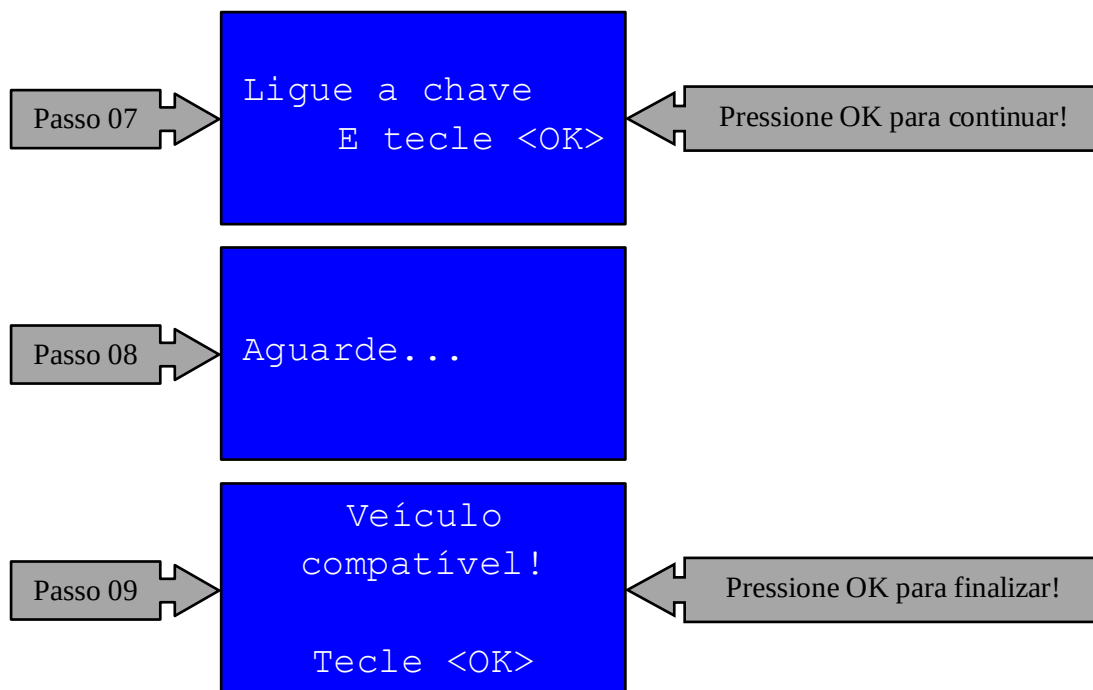 Passo 07
Ligue a chave
E tecle <OK>
Pressione OK para continuar!
Passo 08
Aguarde...
Passo 09
Veículo
compatível!
Tecle <OK>
Pressione OK para finalizar!